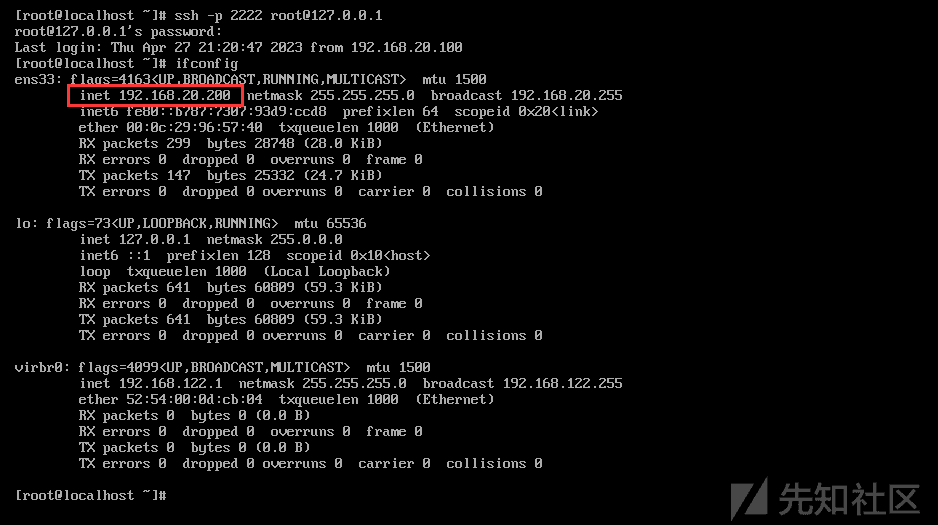 [root@localhost ~]# ssh -p 2222 root@127.0.0.1
root@127.0.0.1's password:
Last login: Thu Apr 27 21:20:47 2023 from 192.168.20.100
[root@localhost ~]# ifconfig
ens33: flags=4163<UP,BROADCAST,RUNNING,MULTICAST>  mtu 1500
        inet 192.168.20.200  netmask 255.255.255.0  broadcast 192.168.20.255
        inet6 fe80::b787:7307:93d9:ccd8  prefixlen 64  scopeid 0x20<link>
        ether 00:0c:29:96:57:40  txqueuelen 1000  (Ethernet)
        RX packets 299  bytes 28748 (28.0 KiB)
        RX errors 0  dropped 0  overruns 0  frame 0
        TX packets 147  bytes 25332 (24.7 KiB)
        TX errors 0  dropped 0 overruns 0  carrier 0  collisions 0

lo: flags=73<UP,LOOPBACK,RUNNING>  mtu 65536
        inet 127.0.0.1  netmask 255.0.0.0
        inet6 ::1  prefixlen 128  scopeid 0x10<host>
        loop  txqueuelen 1000  (Local Loopback)
        RX packets 641  bytes 60809 (59.3 KiB)
        RX errors 0  dropped 0  overruns 0  frame 0
        TX packets 641  bytes 60809 (59.3 KiB)
        TX errors 0  dropped 0 overruns 0  carrier 0  collisions 0

virbr0: flags=4099<UP,BROADCAST,MULTICAST>  mtu 1500
        inet 192.168.122.1  netmask 255.255.255.0  broadcast 192.168.122.255
        ether 52:54:00:0d:cb:04  txqueuelen 1000  (Ethernet)
        RX packets 0  bytes 0 (0.0 B)
        RX errors 0  dropped 0  overruns 0  frame 0
        TX packets 0  bytes 0 (0.0 B)
        TX errors 0  dropped 0 overruns 0  carrier 0  collisions 0

[root@localhost ~]#
先知社区